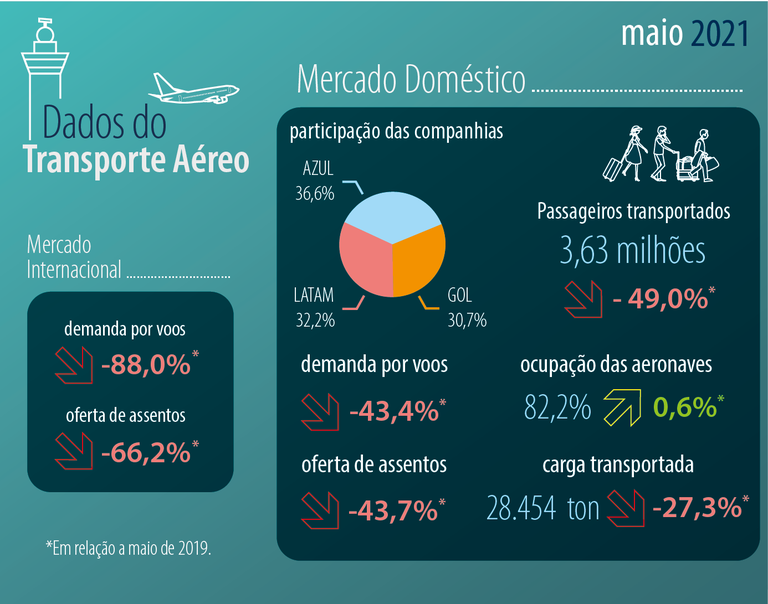 maio 2021
Dados do
Transporte Aéreo
Mercado Doméstico
participação das companhias
AZUL
36,6%
LATAM
32,2%
GOL
30,7%
Passageiros transportados
3,63 milhões
- 49,0%*
demanda por voos
-43,4%*
ocupação das aeronaves
82,2% 0,6%*
oferta de assentos
-43,7%*
carga transportada
28.454 ton -27,3%*
Mercado
Internacional
demanda por voos
-88,0%*
oferta de assentos
-66,2%*
*Em relação a maio de 2019.